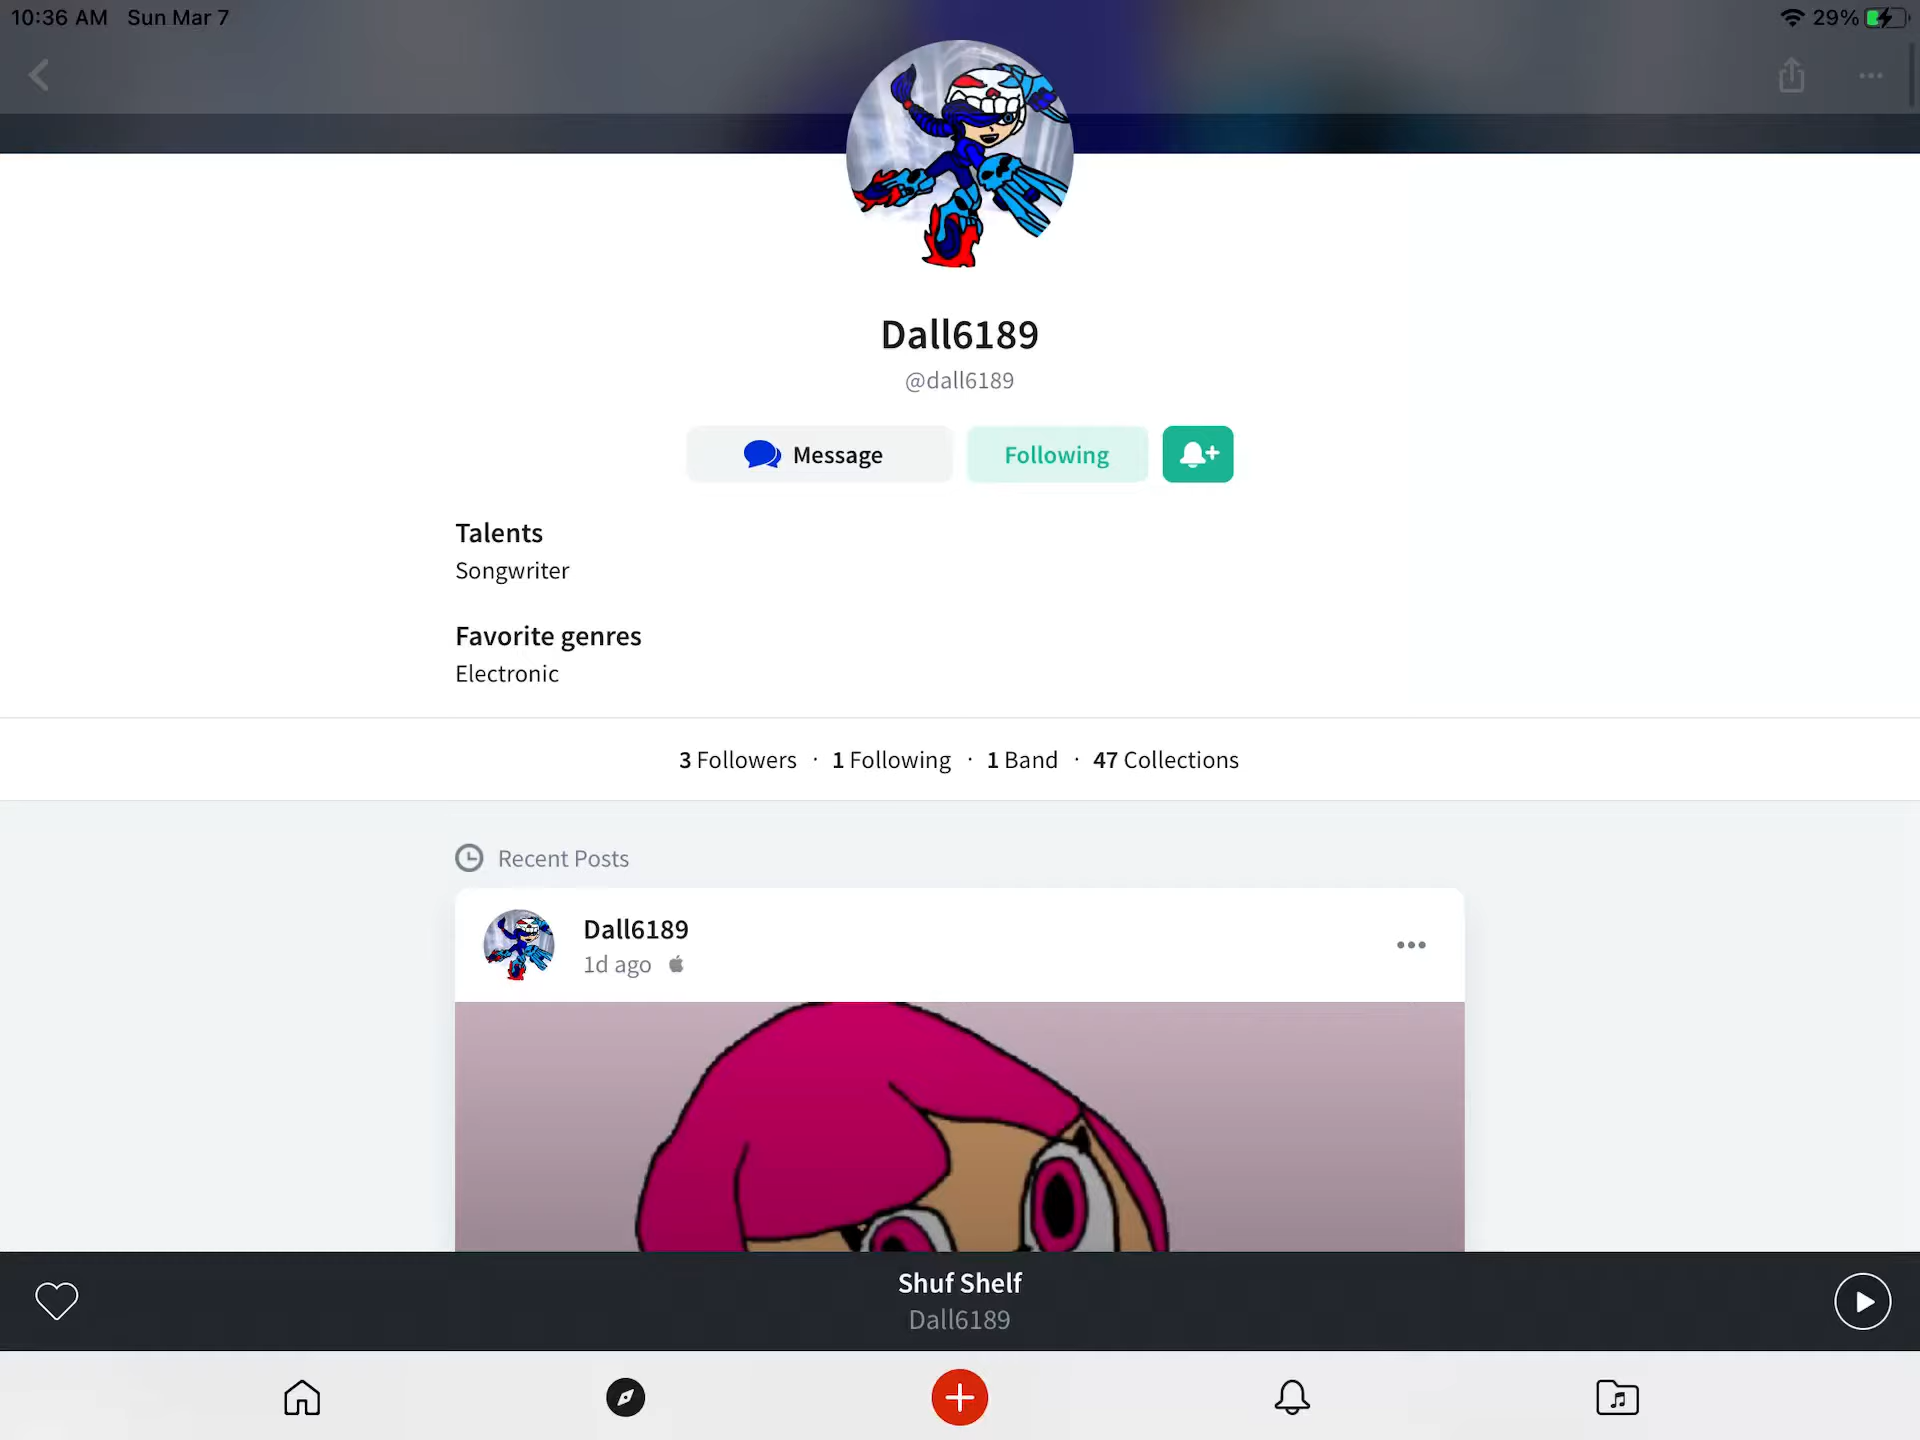 10:36 AM Sun Mar 7 29%
Dall6189
@dall6189
Message Following
Talents
Songwriter
Favorite genres
Electronic
3 Followers · 1 Following · 1 Band · 47 Collections
Recent Posts
Dall6189
1d ago
Shuf Shelf
Dall6189